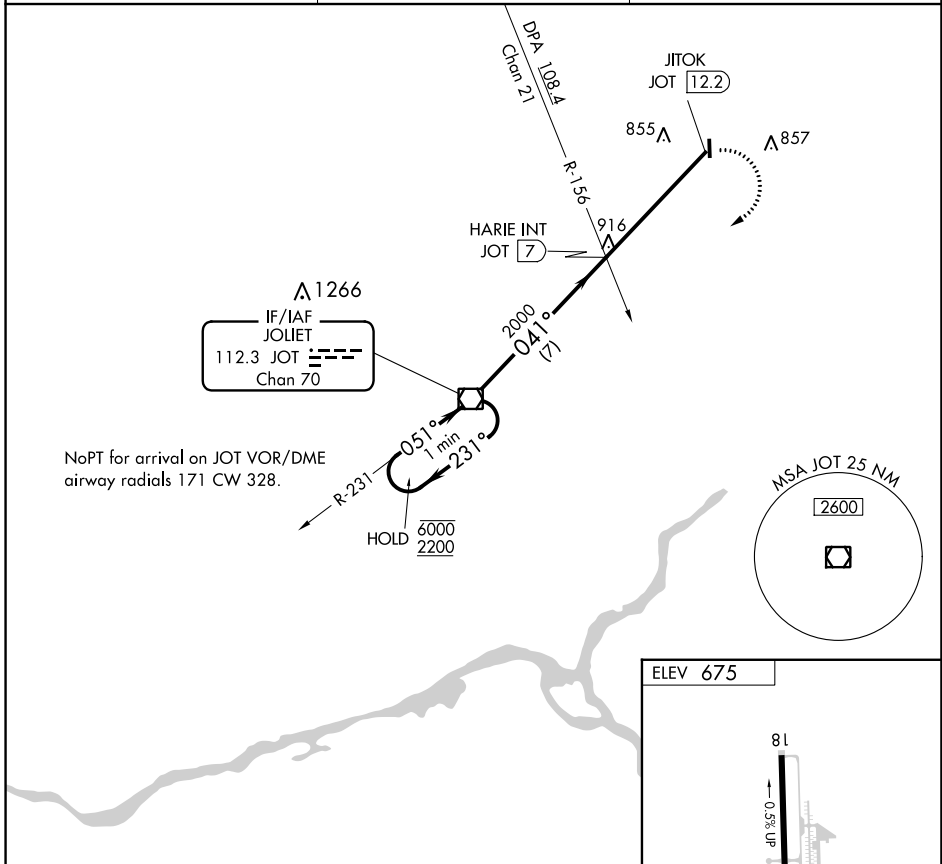 DPA 108.4
Chan 21
R-156
JITOK
JOT 12.2
855
857
HARIE INT
JOT 7
916
1266
IF/IAF
JOLIET
112.3 JOT
Chan 70
2000
041°
(7)
051°
1 min
231°
NoPT for arrival on JOT VOR/DME
airway radials 171 CW 328.
R-231
HOLD 6000
2200
MSA JOT 25 NM
2600
ELEV 675
18
0.5% UP